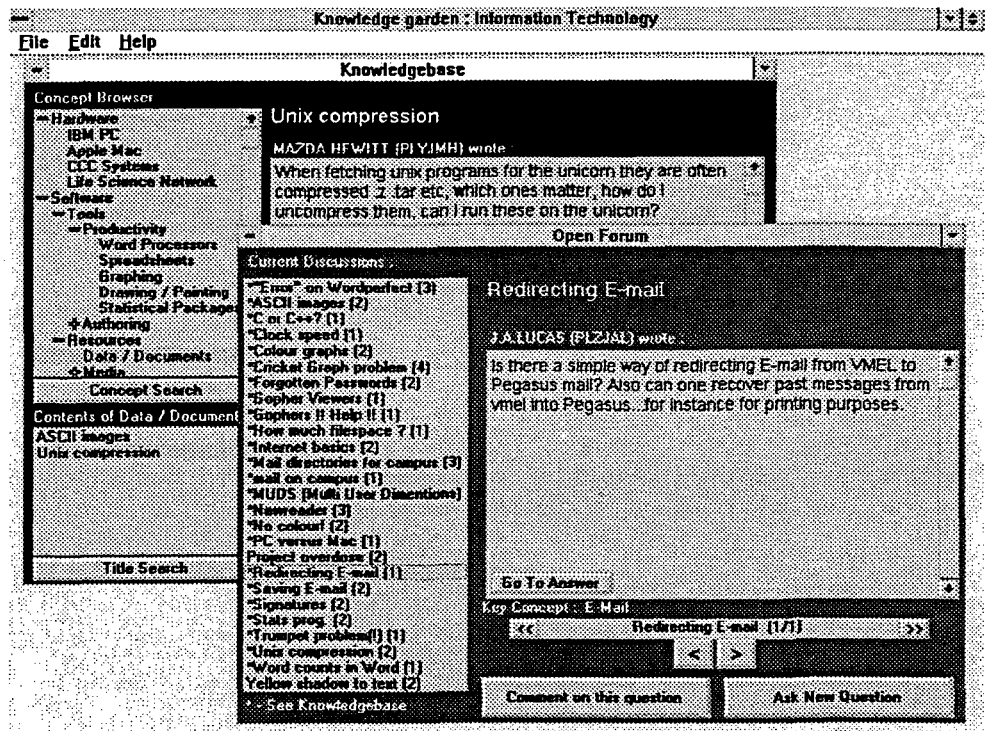 Knowledge garden : Information Technology
File Edit Help
Knowledgebase
Concept Browser
Hardware
IBM PC
Apple Mac
CCC Systems
Life Science Network
Software
Tools
Productivity
Word Processors
Spreadsheets
Graphing
Drawing / Painting
Statistical Packages
Authoring
Resources
Data / Documents
Media
Concept Search
Contents of Data / Document
ASCII images
Unix compression
Title Search
Unix compression
MAZDA HEWITT (PLYJMH) wrote :
When fetching unix programs for the unicorn they are often
compressed .z .tar etc, which ones matter, how do I
uncompress them, can I run these on the unicorn?
Open Forum
Current Discussions :
*"Error" on Wordperfect (3)
*ASCII images (2)
*C or C++? (1)
*Clock speed (1)
*Colour graphs (2)
*Cricket Graph problem (4)
*Forgotten Passwords (2)
*Gopher Viewers (1)
*Gophers !! Help !! (1)
*How much filespace ? (1)
*Internet basics (2)
*Mail directories for campus (3)
*mail on campus (1)
*MUDS (Multi User Dimentions)
*Newreader (3)
*No colour! (2)
*PC versus Mac (1)
Project overdose (2)
*Redirecting E-mail (1)
*Saving E-mail (2)
*Signatures (2)
*Stats prog. (2)
*Trumpet problem(!) (1)
*Unix compression (2)
*Word counts in Word (1)
Yellow shadow to text (2)
* - See Knowledgebase
Redirecting E-mail
J.A.LUCAS (PLZJAL) wrote :
Is there a simple way of redirecting E-mail from VMEL to
Pegasus mail? Also can one recover past messages from
vmel into Pegasus...for instance for printing purposes.
Go To Answer
Key Concept : E-Mail
<< Redirecting E-mail (1/1) >>
< >
Comment on this question
Ask New Question